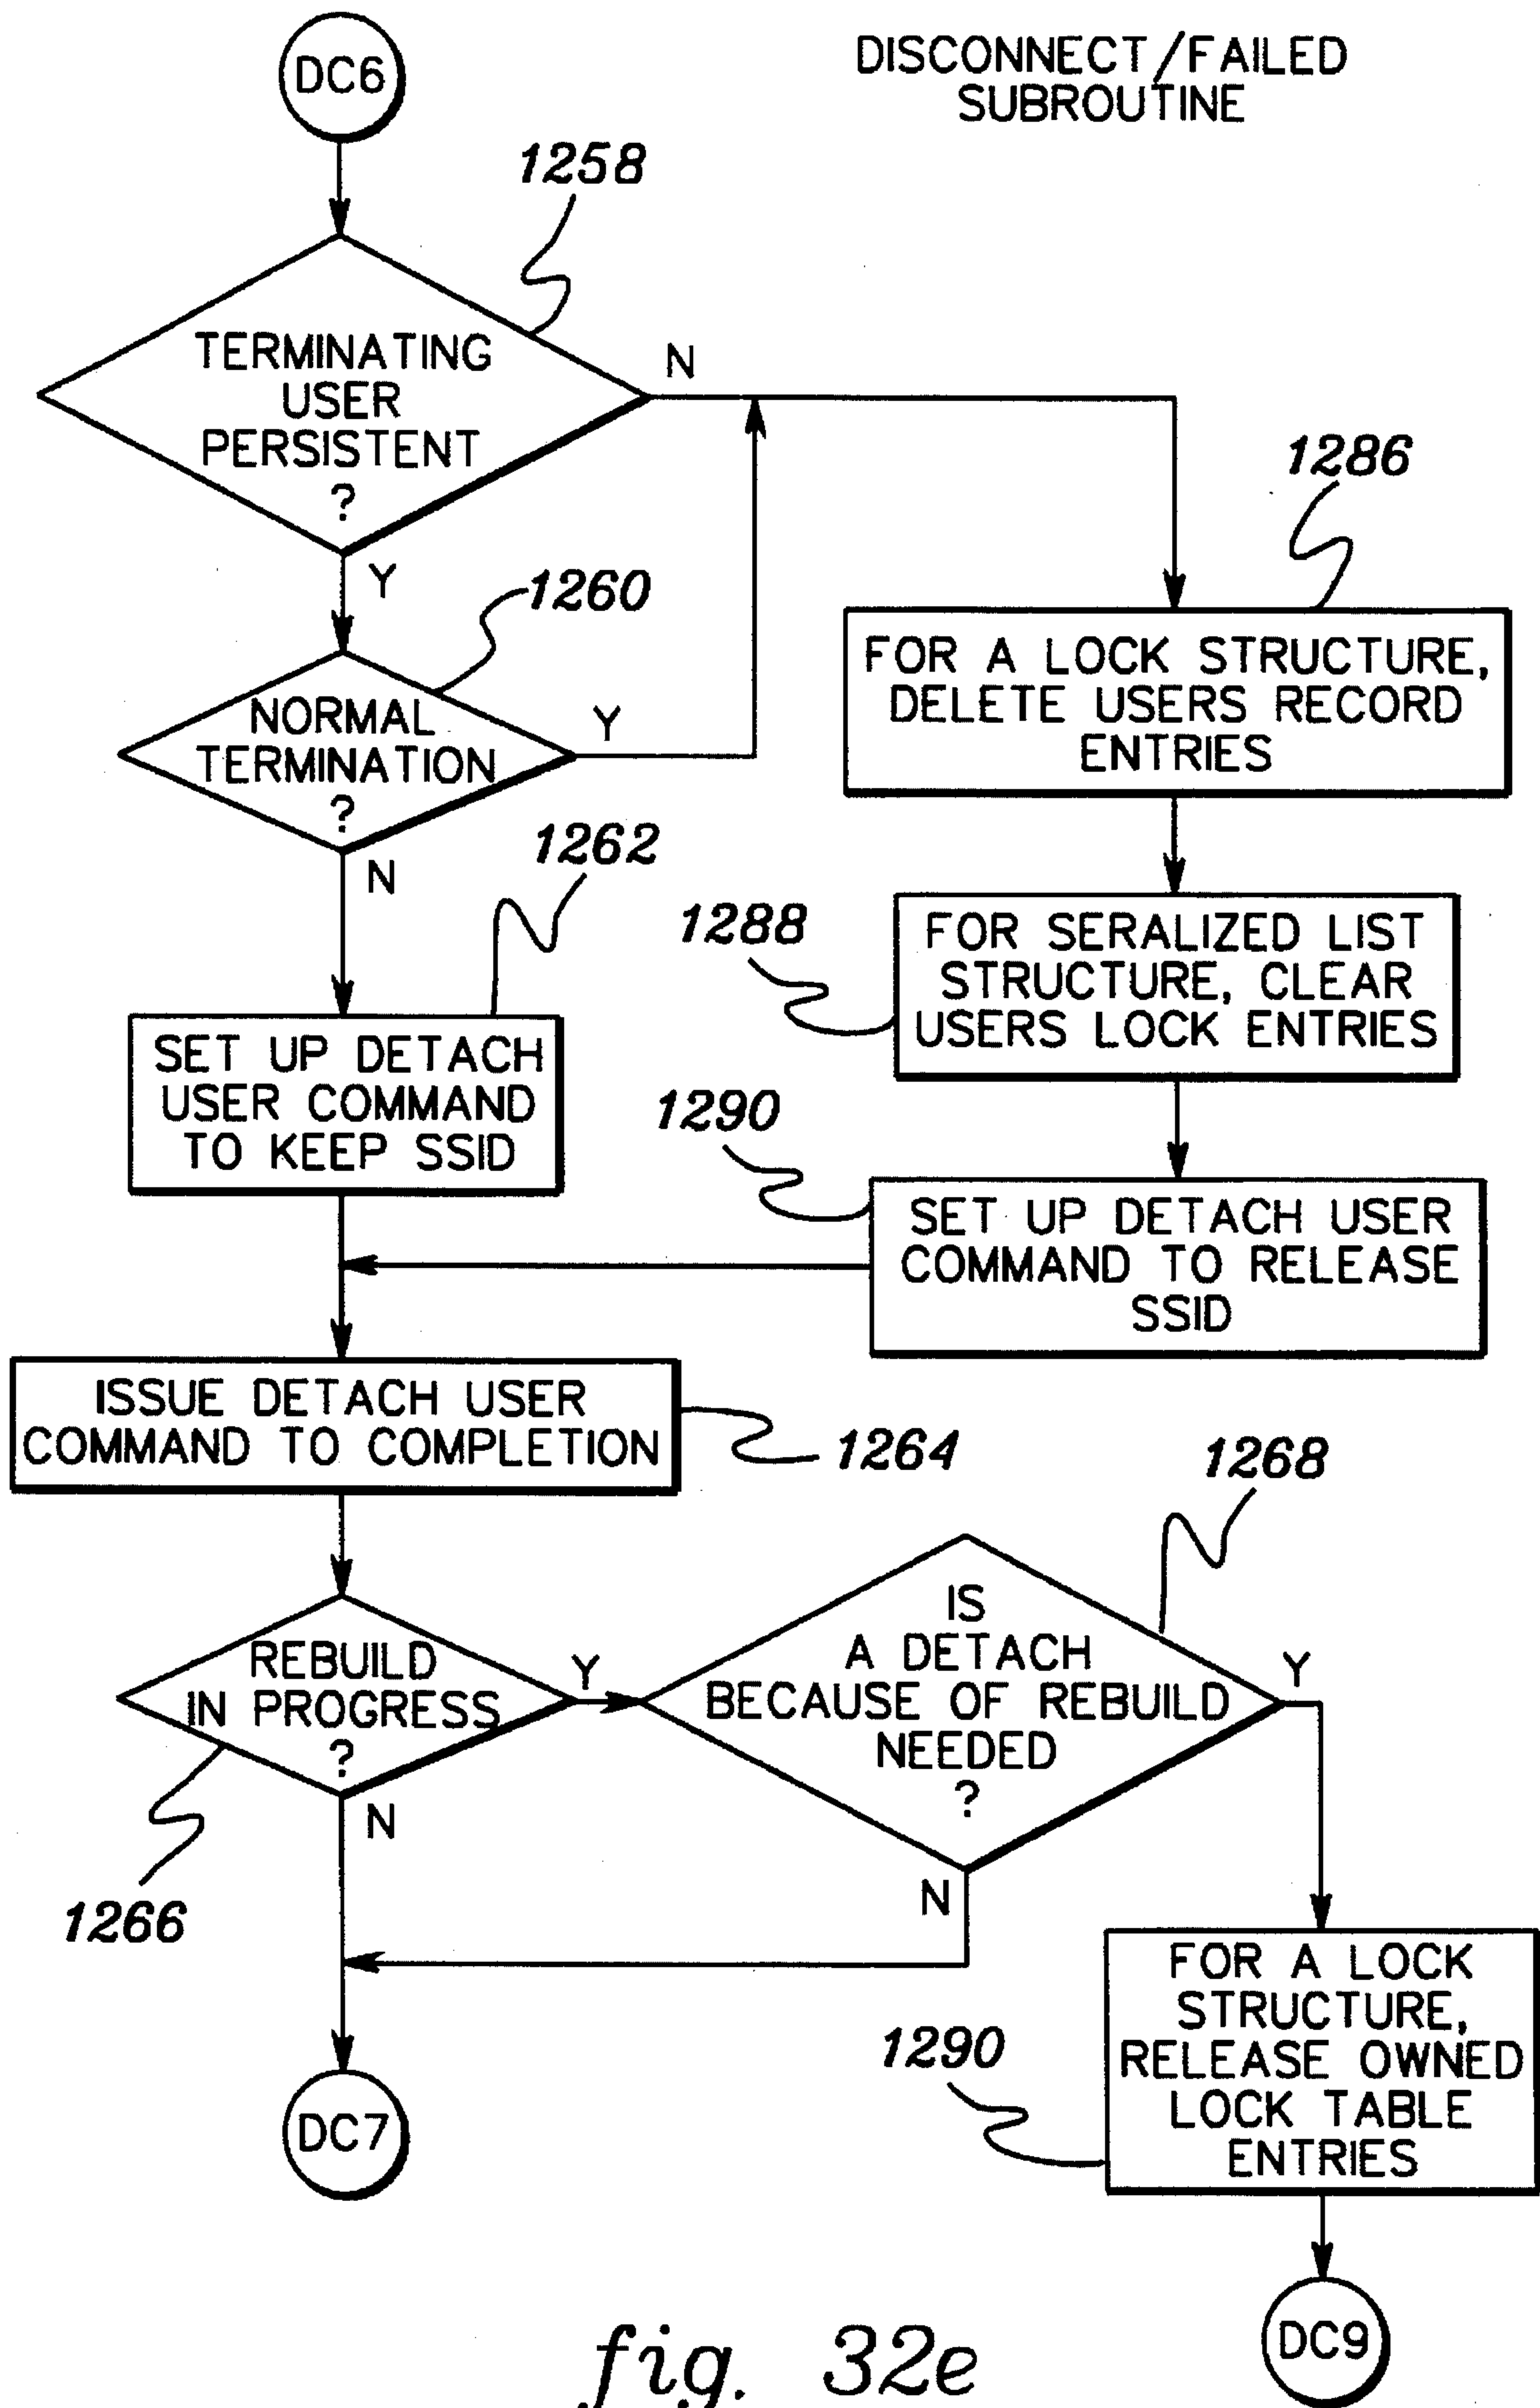 DC6
DISCONNECT/FAILED
SUBROUTINE
1258
TERMINATING
USER
PERSISTENT
?
N
Y
1260
NORMAL
TERMINATION
?
Y
N
1286
FOR A LOCK STRUCTURE,
DELETE USERS RECORD
ENTRIES
1262
SET UP DETACH
USER COMMAND
TO KEEP SSID
1288
FOR SERALIZED LIST
STRUCTURE, CLEAR
USERS LOCK ENTRIES
1290
SET UP DETACH USER
COMMAND TO RELEASE
SSID
ISSUE DETACH USER
COMMAND TO COMPLETION
1264
1268
REBUILD
IN PROGRESS
?
Y
N
1266
IS
A DETACH
BECAUSE OF REBUILD
NEEDED
?
Y
N
1290
FOR A LOCK
STRUCTURE,
RELEASE OWNED
LOCK TABLE
ENTRIES
DC7
DC9
fig. 32e